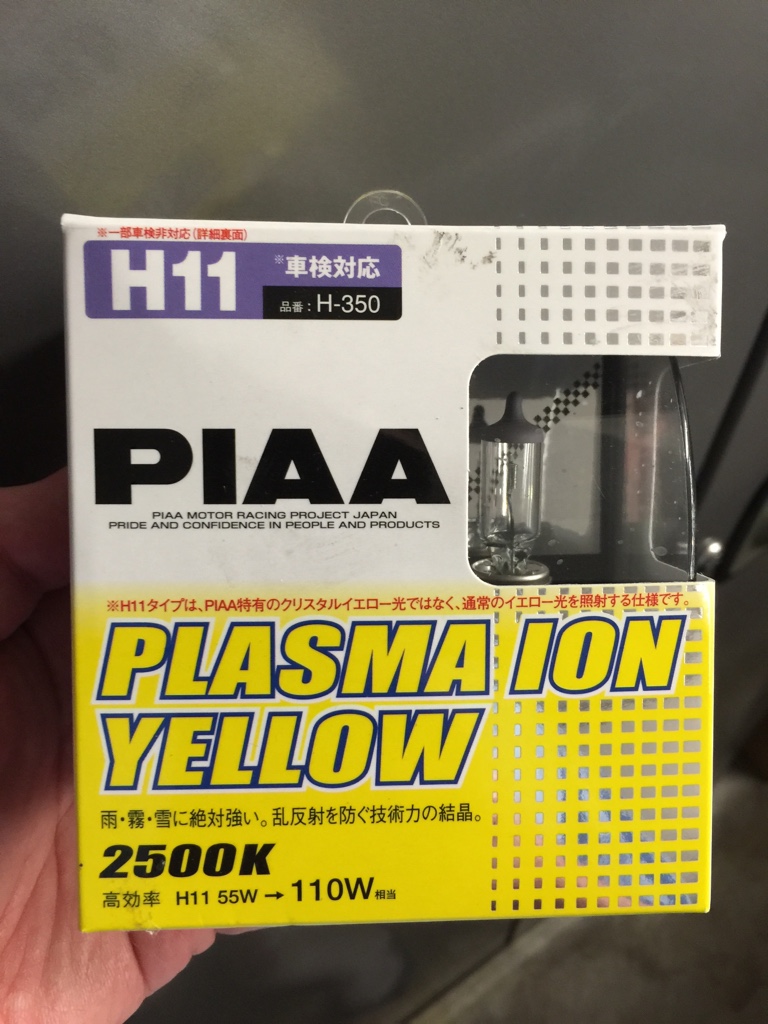 ※一部車検非対応(詳細裏面)
H11 ※車検対応
品番:H-350
PIAA
PIAA MOTOR RACING PROJECT JAPAN
PRIDE AND CONFIDENCE IN PEOPLE AND PRODUCTS
※H11タイプは、PIAA特有のクリスタルイエロー光ではなく、通常のイエロー光を照射する仕様です。
PLASMA ION
YELLOW
雨・霧・雪に絶対強い。乱反射を防ぐ技術力の結晶。
2500K
高効率 H11 55W→110W相当